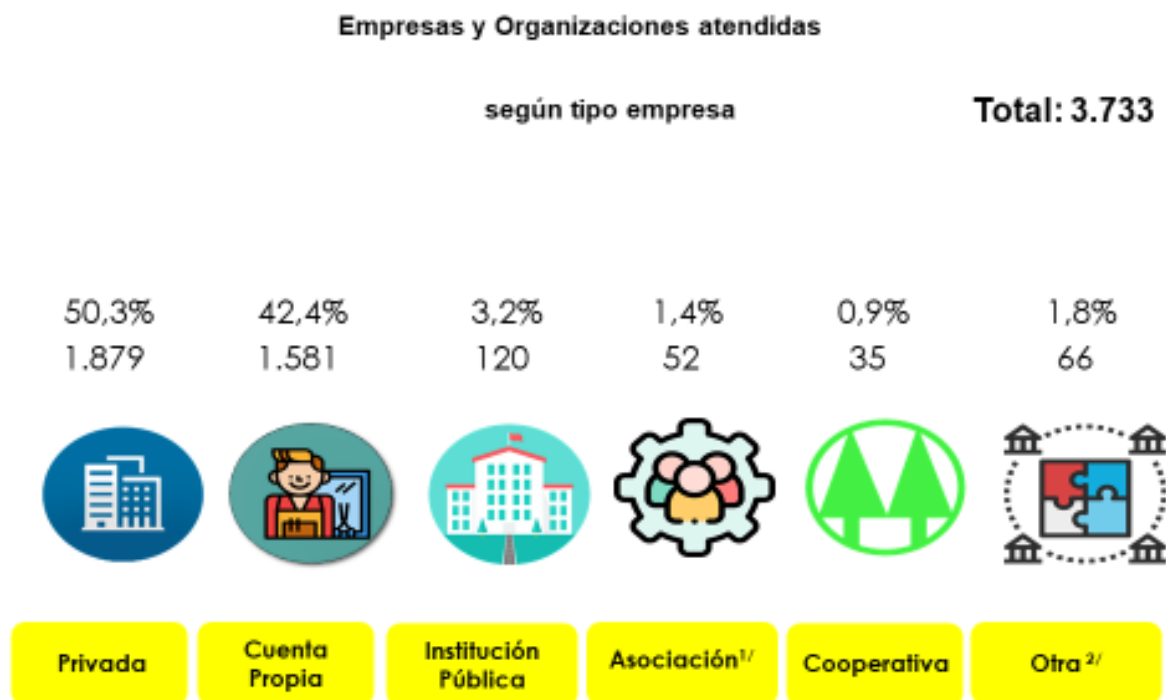 Empresas y Organizaciones atendidas
según tipo empresa
Total: 3.733
50,3% 42,4% 3,2% 1,4% 0,9% 1,8%
1.879 1.581 120 52 35 66
Privada
Cuenta
Propia
Institución
Pública
Asociación1/
Cooperativa
Otra 2/